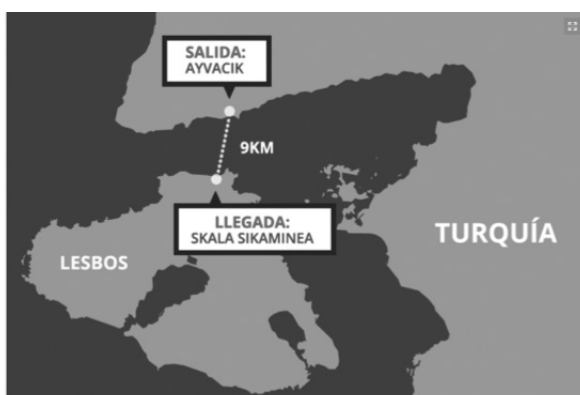 SALIDA:
AYVACIK
9KM
LLEGADA:
SKALA SIKAMINEA
LESBOS
TURQUÍA